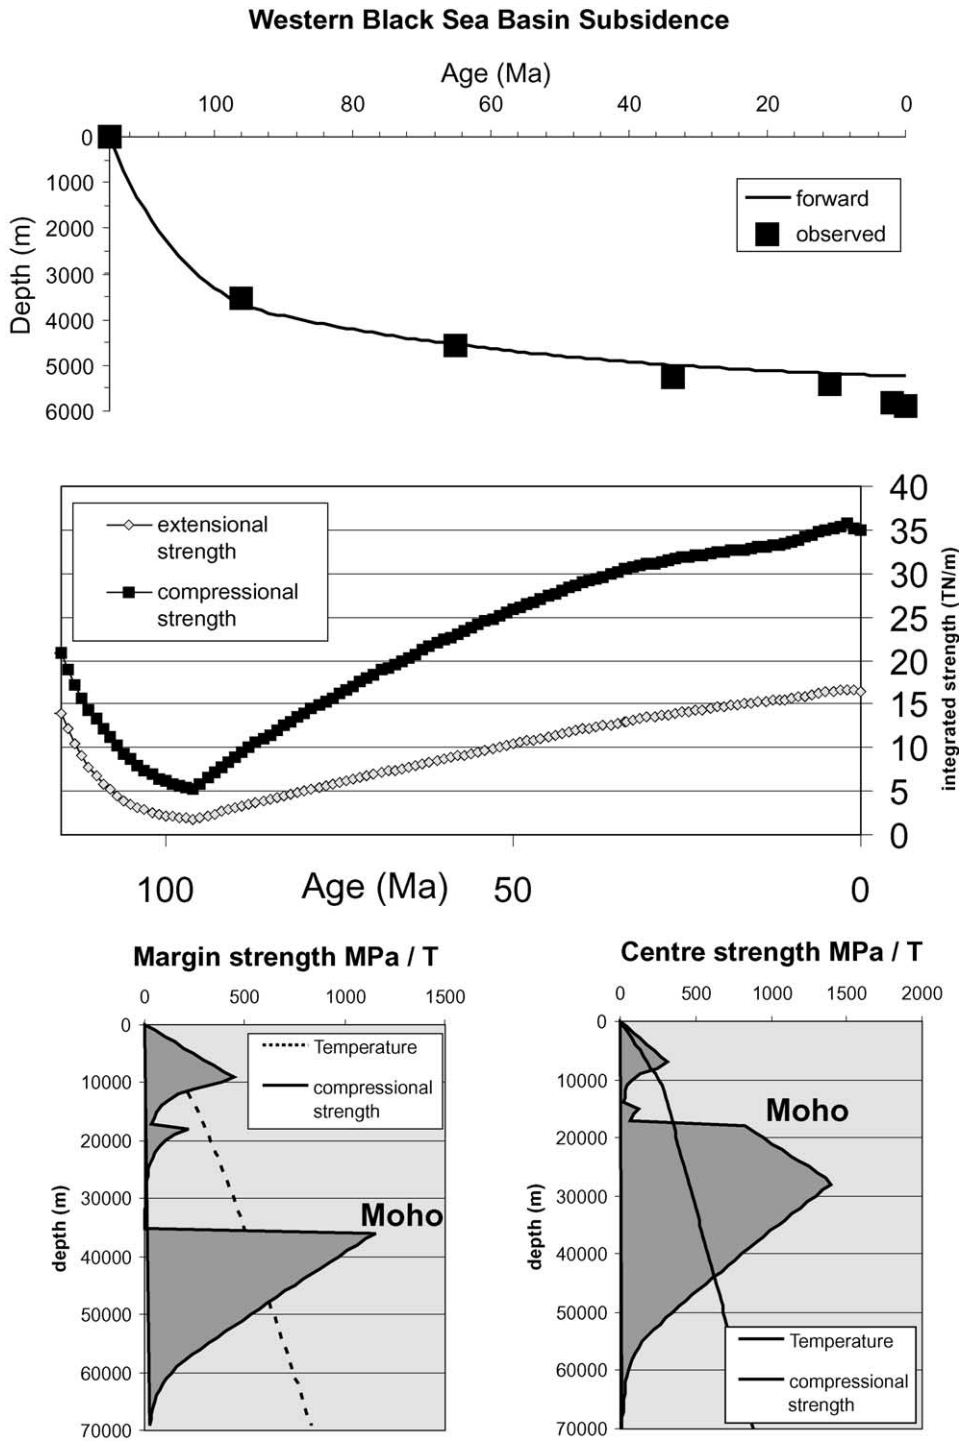 Western Black Sea Basin Subsidence
Age (Ma)
100 80 60 40 20 0
0
1000
2000
3000
4000
5000
6000
Depth (m)
forward
observed
extensional
strength
compressional
strength
40
35
30
25
20
15
10
5
0
integrated strength (TN/m)
100 Age (Ma) 50 0
Margin strength MPa / T
0 500 1000 1500
0
10000
20000
30000
40000
50000
60000
70000
depth (m)
Temperature
compressional
strength
Moho
Centre strength MPa / T
0 500 1000 1500 2000
0
10000
20000
30000
40000
50000
60000
70000
depth (m)
Moho
Temperature
compressional
strength